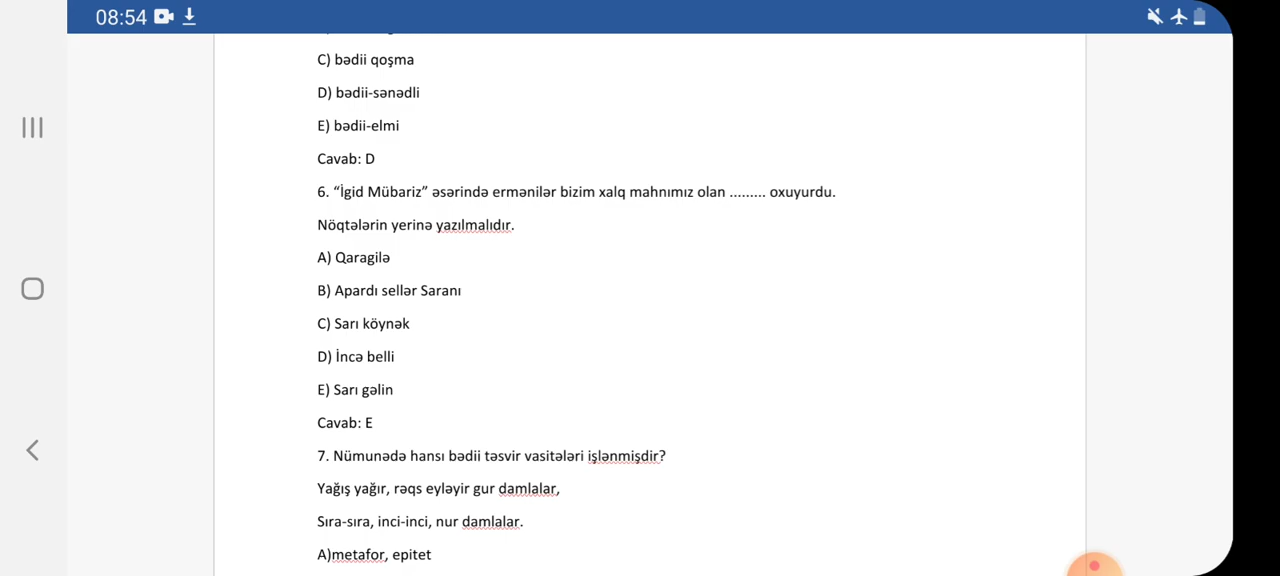 08:54
C) bədii qoşma
D) bədii-sənədli
E) bədii-elmi
Cavab: D
6. “İgid Mübariz” əsərində ermənilər bizim xalq mahnımız olan ......... oxuyurdu.
Nöqtələrin yerinə yazılmalıdır.
A) Qaragilə
B) Apardı sellər Saranı
C) Sarı köynək
D) İncə belli
E) Sarı gəlin
Cavab: E
7. Nümunədə hansı bədii təsvir vasitələri işlənmişdir?
Yağış yağır, rəqs eyləyir gur damlalar,
Sıra-sıra, inci-inci, nur damlalar.
A)metafor, epitet